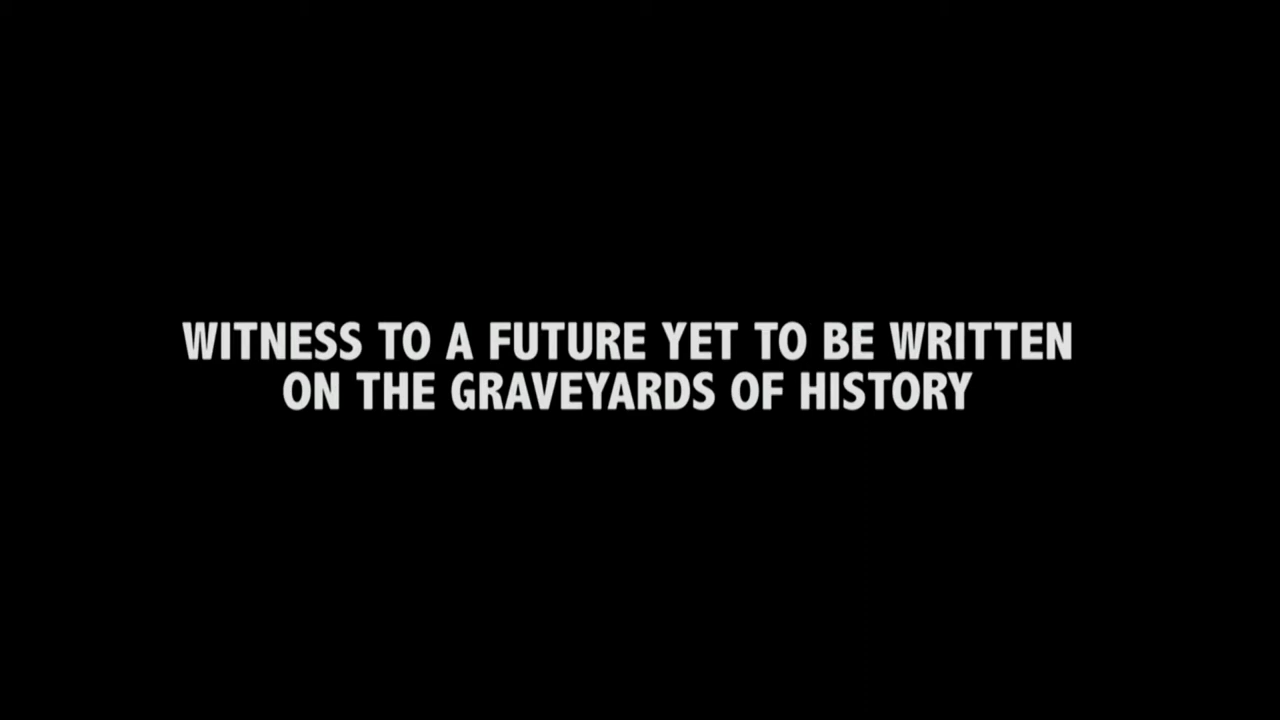 WITNESS TO A FUTURE YET TO BE WRITTEN
ON THE GRAVEYARDS OF HISTORY